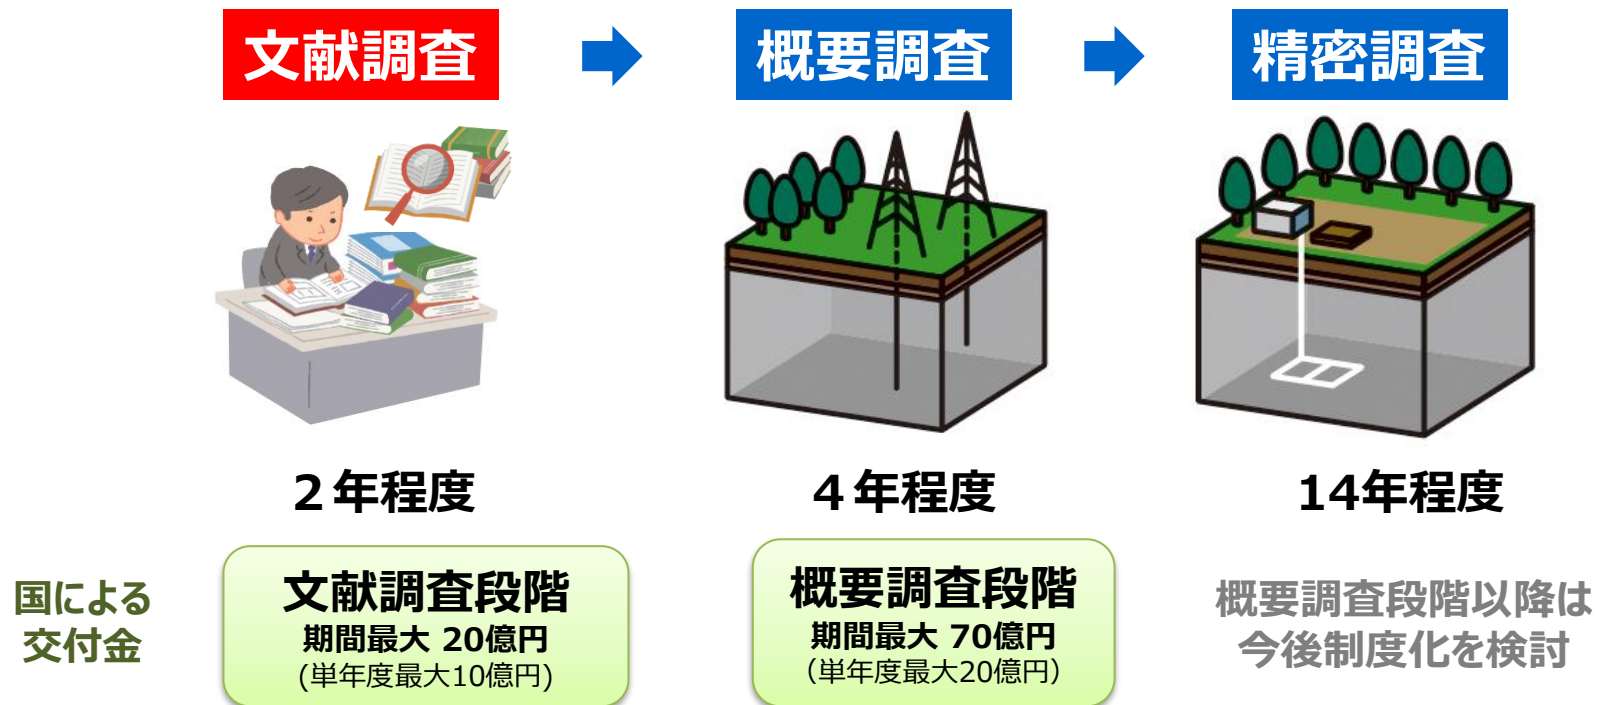 文献調査
概要調査
精密調査
２年程度
４年程度
14年程度
国による
交付金
文献調査段階
期間最大 20億円
(単年度最大10億円)
概要調査段階
期間最大 70億円
（単年度最大20億円）
概要調査段階以降は
今後制度化を検討